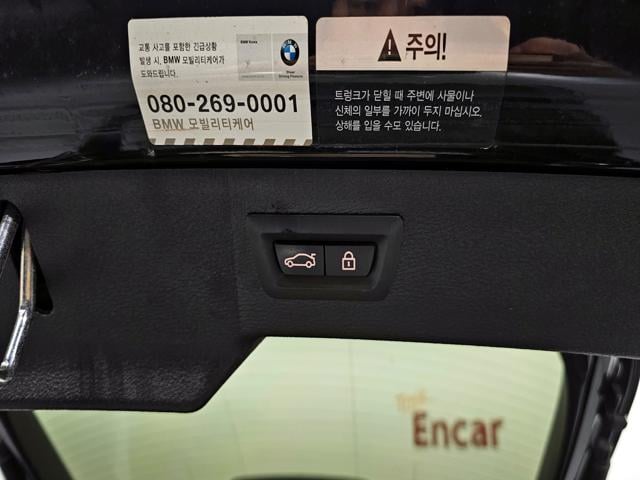 교통 사고를 포함한 긴급상황
발생 시, BMW 모빌리티케어가
도와드립니다.
BMW Korea
080-269-0001
BMW 모빌리티케어
주의!
트렁크가 닫힐 때 주변에 사물이나
신체의 일부를 가까이 두지 마십시오.
상해를 입을 수도 있습니다.
Encar